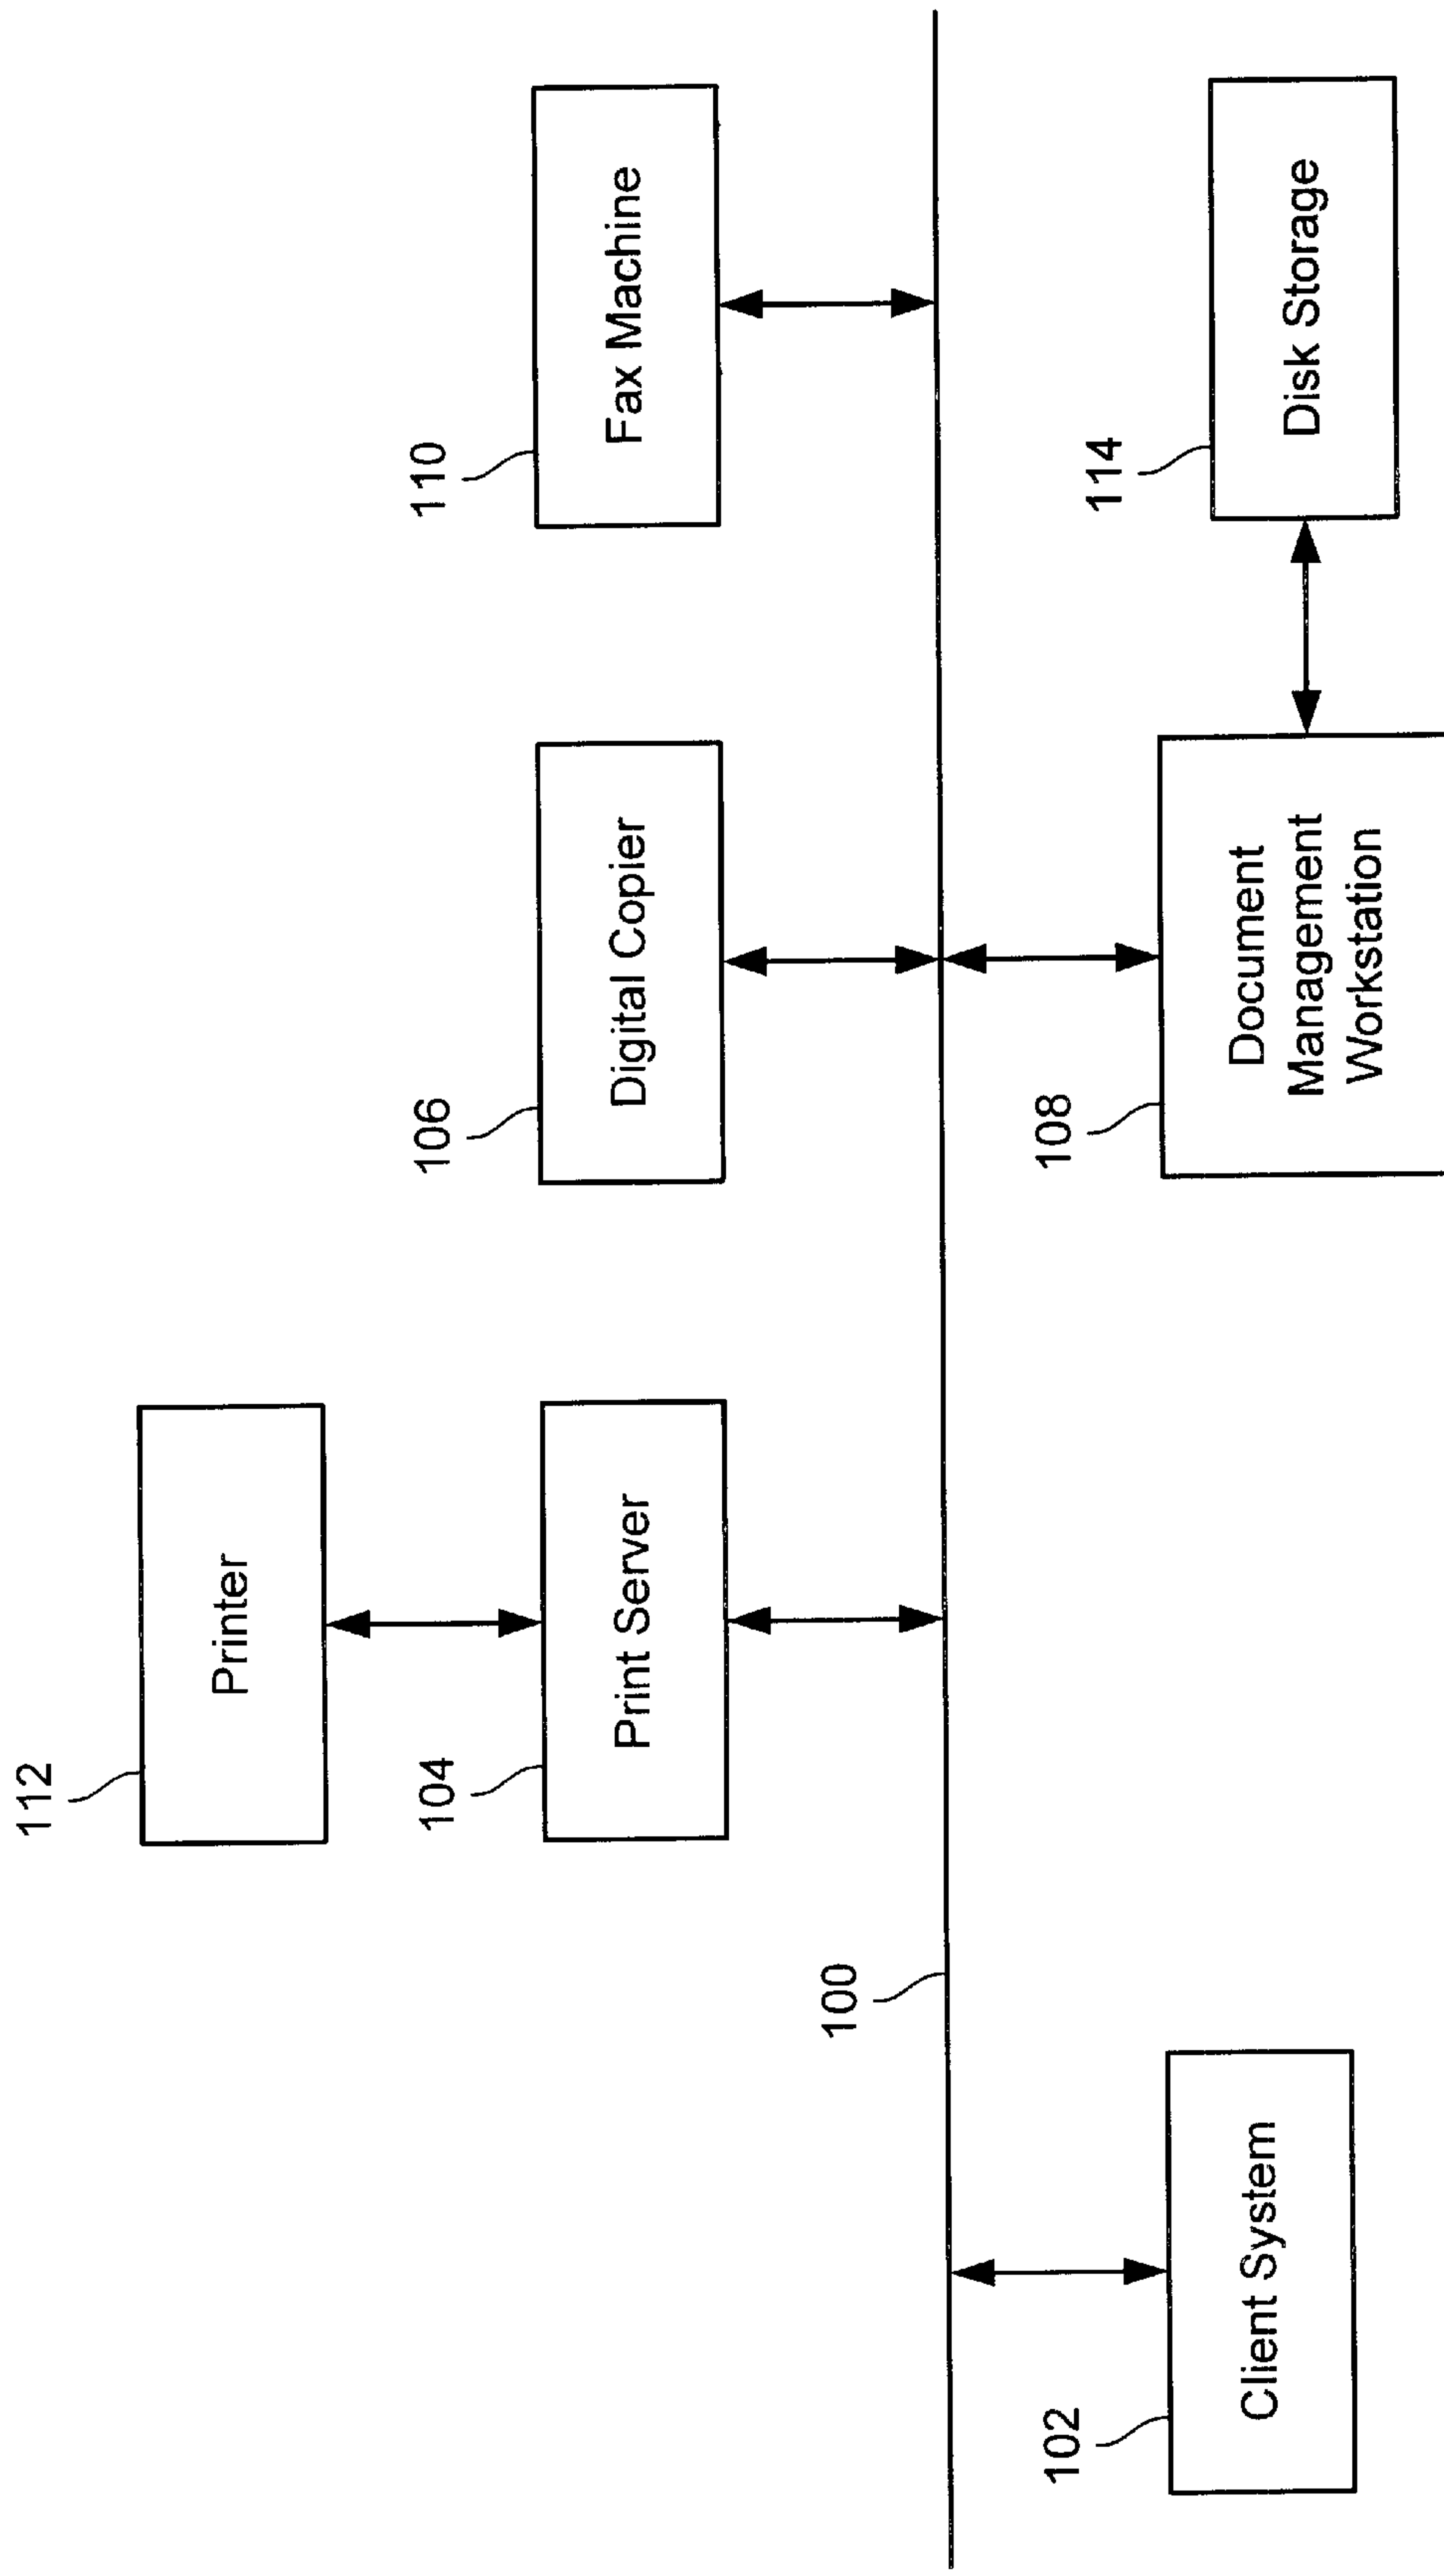 112
Printer
104
Print Server
106
Digital Copier
110
Fax Machine
100
102
Client System
108
Document
Management
Workstation
114
Disk Storage